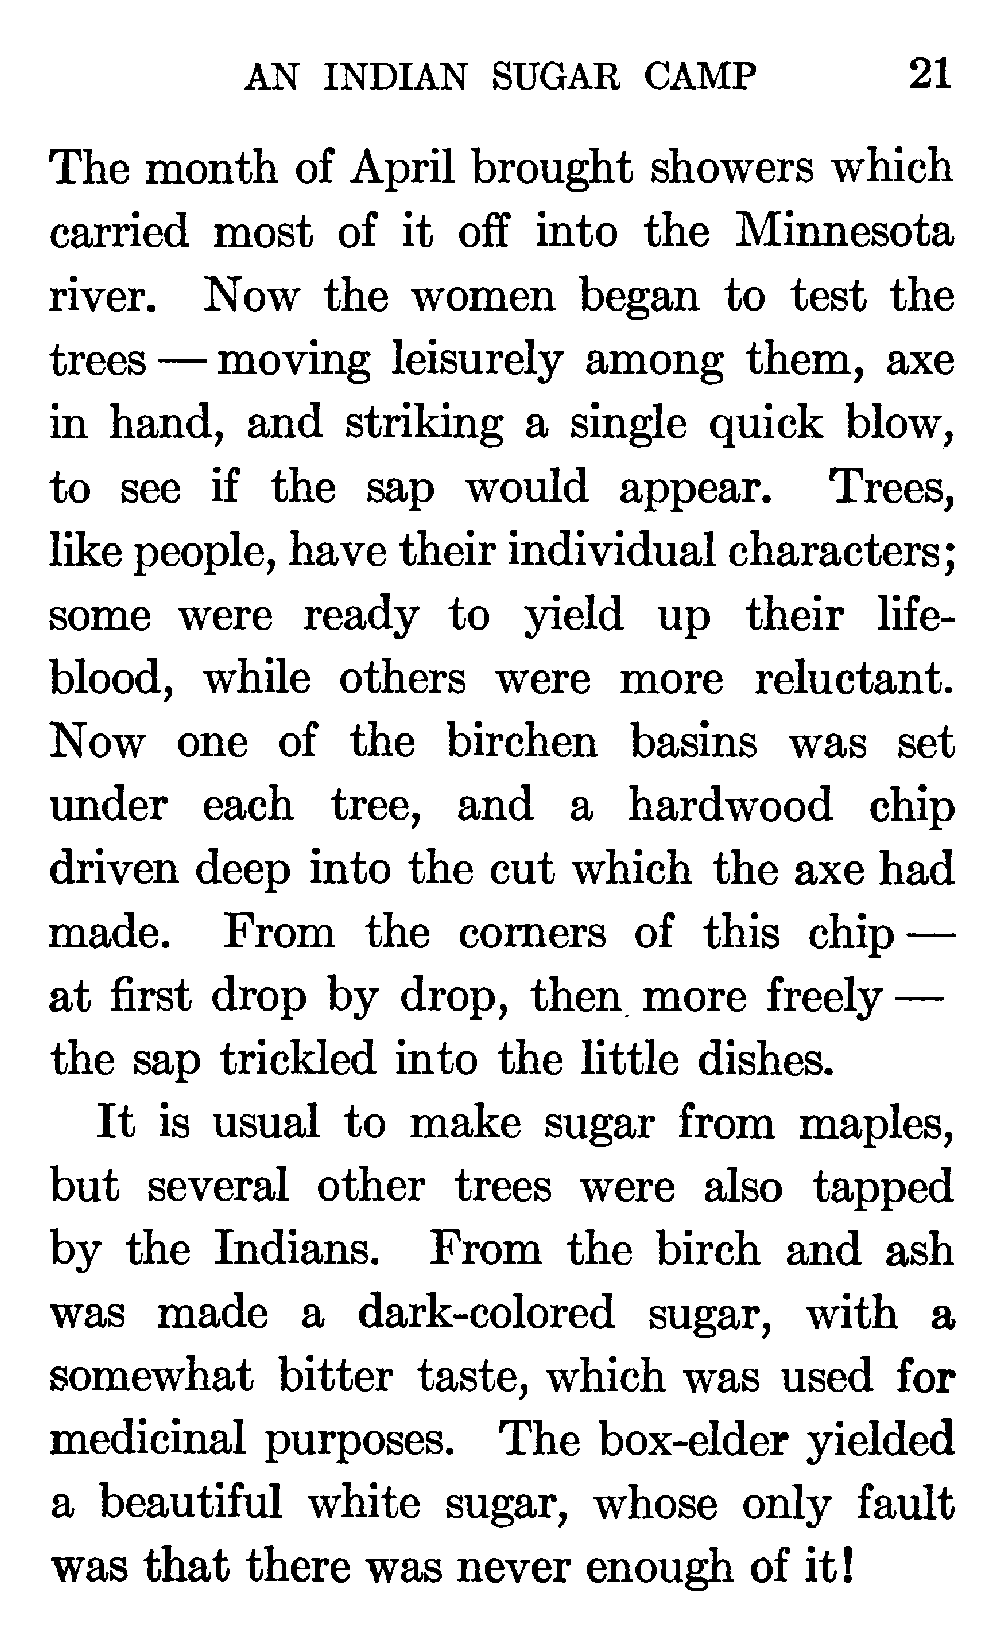 AN INDIAN SUGAR CAMP 21
The month of April brought showers which
carried most of it off into the Minnesota
river. Now the women began to test the
trees — moving leisurely among them, axe
in hand, and striking a single quick blow,
to see if the sap would appear. Trees,
like people, have their individual characters;
some were ready to yield up their life-
blood, while others were more reluctant.
Now one of the birchen basins was set
under each tree, and a hardwood chip
driven deep into the cut which the axe had
made. From the corners of this chip —
at first drop by drop, then more freely —
the sap trickled into the little dishes.
It is usual to make sugar from maples,
but several other trees were also tapped
by the Indians. From the birch and ash
was made a dark-colored sugar, with a
somewhat bitter taste, which was used for
medicinal purposes. The box-elder yielded
a beautiful white sugar, whose only fault
was that there was never enough of it!